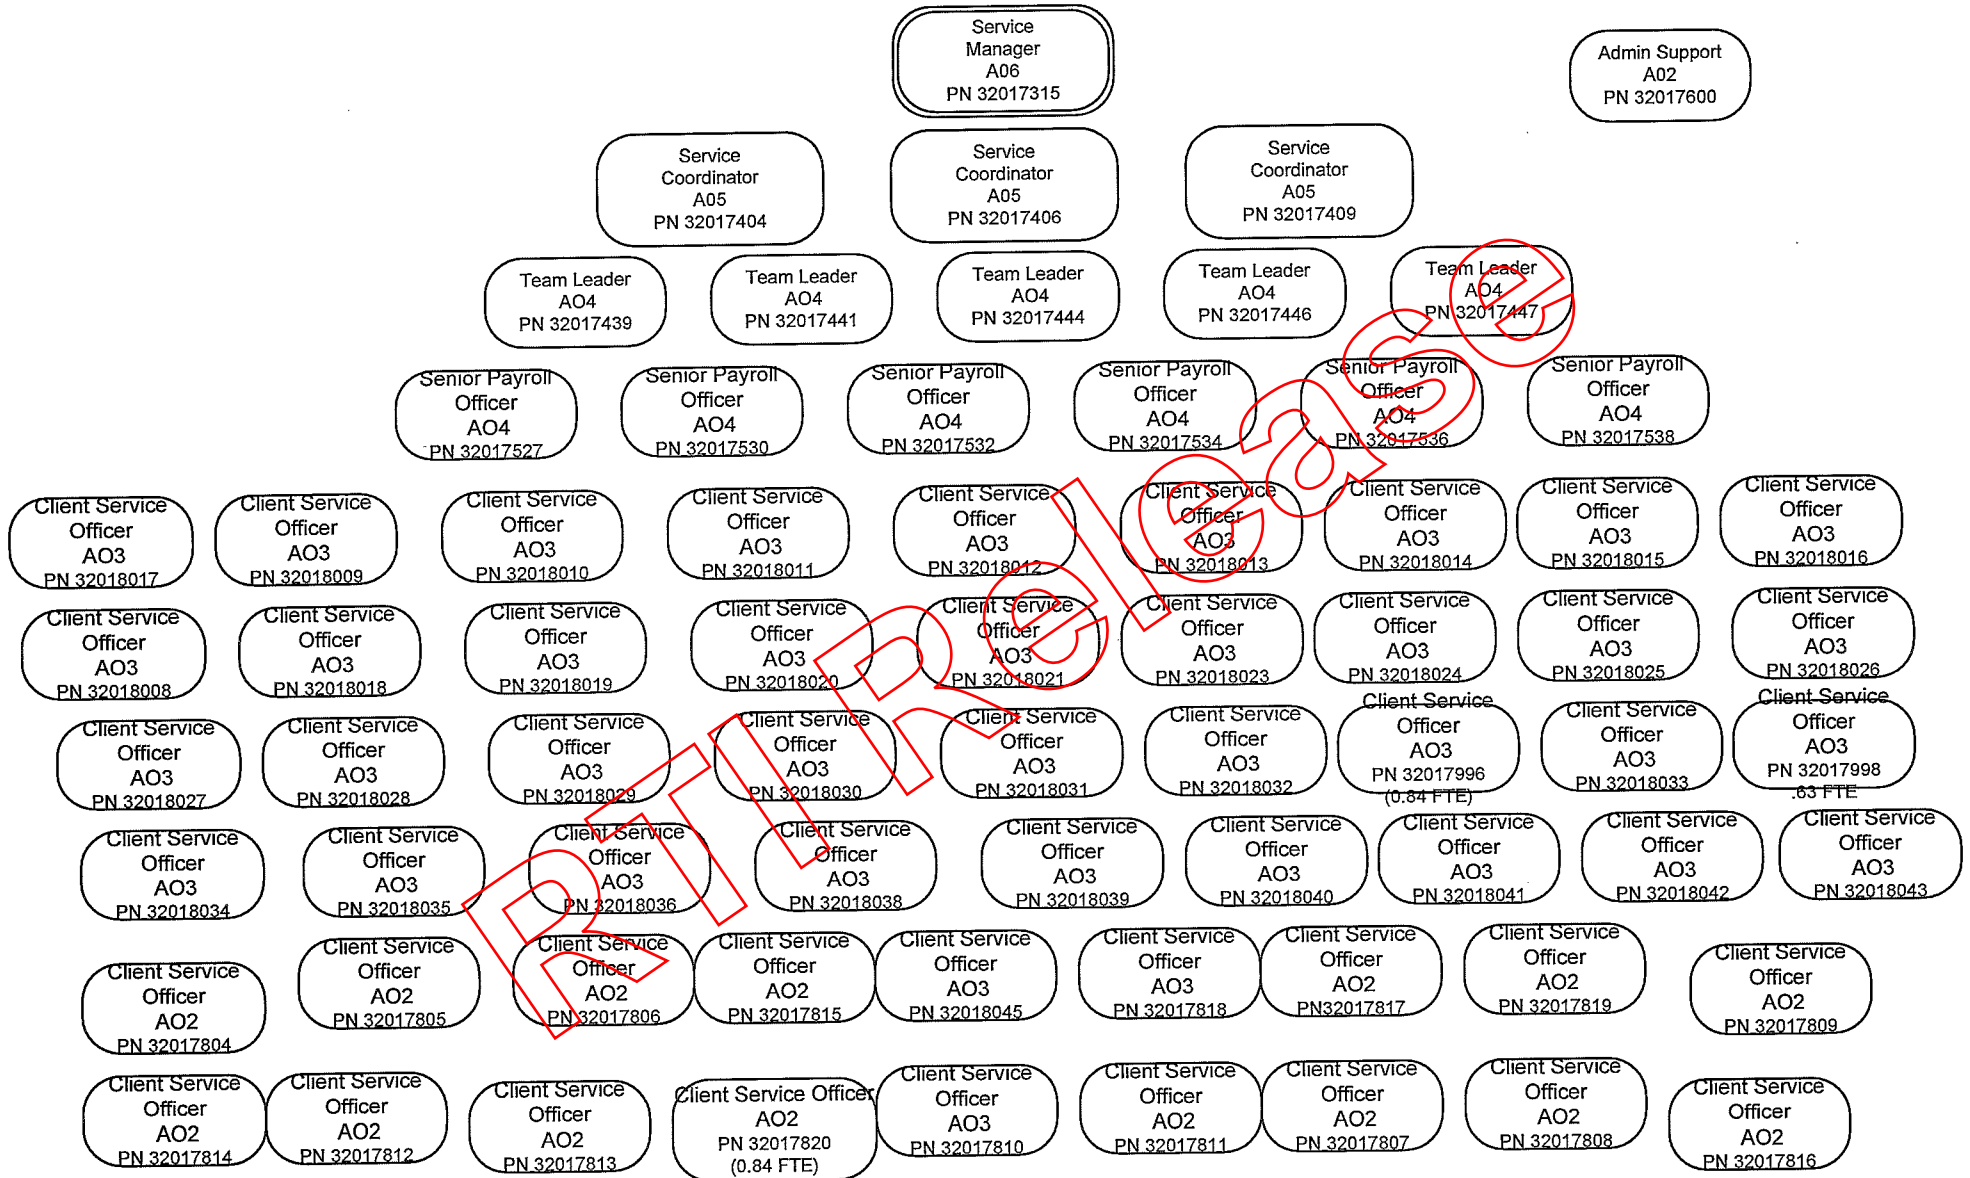 Service
Manager
A06
PN 32017315
Admin Support
A02
PN 32017600
Service
Coordinator
A05
PN 32017404
Service
Coordinator
A05
PN 32017406
Service
Coordinator
A05
PN 32017409
Team Leader
AO4
PN 32017439
Team Leader
AO4
PN 32017441
Team Leader
AO4
PN 32017444
Team Leader
AO4
PN 32017446
Team Leader
AO4
PN 32017447
Senior Payroll
Officer
AO4
PN 32017527
Senior Payroll
Officer
AO4
PN 32017530
Senior Payroll
Officer
AO4
PN 32017532
Senior Payroll
Officer
AO4
PN 32017534
Senior Payroll
Officer
AO4
PN 32017536
Senior Payroll
Officer
AO4
PN 32017538
Client Service
Officer
AO3
PN 32018017
Client Service
Officer
AO3
PN 32018009
Client Service
Officer
AO3
PN 32018010
Client Service
Officer
AO3
PN 32018011
Client Service
Officer
AO3
PN 32018012
Client Service
Officer
AO3
PN 32018013
Client Service
Officer
AO3
PN 32018014
Client Service
Officer
AO3
PN 32018015
Client Service
Officer
AO3
PN 32018016
Client Service
Officer
AO3
PN 32018008
Client Service
Officer
AO3
PN 32018018
Client Service
Officer
AO3
PN 32018019
Client Service
Officer
AO3
PN 32018020
Client Service
Officer
AO3
PN 32018021
Client Service
Officer
AO3
PN 32018023
Client Service
Officer
AO3
PN 32018024
Client Service
Officer
AO3
PN 32018025
Client Service
Officer
AO3
PN 32018026
Client Service
Officer
AO3
PN 32018027
Client Service
Officer
AO3
PN 32018028
Client Service
Officer
AO3
PN 32018029
Client Service
Officer
AO3
PN 32018030
Client Service
Officer
AO3
PN 32018031
Client Service
Officer
AO3
PN 32018032
Client Service
Officer
AO3
PN 32017996
(0.84 FTE)
Client Service
Officer
AO3
PN 32018033
Client Service
Officer
AO3
PN 32017998
.63 FTE
Client Service
Officer
AO3
PN 32018034
Client Service
Officer
AO3
PN 32018035
Client Service
Officer
AO3
PN 32018036
Client Service
Officer
AO3
PN 32018038
Client Service
Officer
AO3
PN 32018039
Client Service
Officer
AO3
PN 32018040
Client Service
Officer
AO3
PN 32018041
Client Service
Officer
AO3
PN 32018042
Client Service
Officer
AO3
PN 32018043
Client Service
Officer
AO2
PN 32017804
Client Service
Officer
AO2
PN 32017805
Client Service
Officer
AO2
PN 32017806
Client Service
Officer
AO2
PN 32017815
Client Service
Officer
AO3
PN 32018045
Client Service
Officer
AO3
PN 32017818
Client Service
Officer
AO2
PN32017817
Client Service
Officer
AO2
PN 32017819
Client Service
Officer
AO2
PN 32017809
Client Service
Officer
AO2
PN 32017814
Client Service
Officer
AO2
PN 32017812
Client Service
Officer
AO2
PN 32017813
Client Service Officer
AO2
PN 32017820
(0.84 FTE)
Client Service
Officer
AO3
PN 32017810
Client Service
Officer
AO2
PN 32017811
Client Service
Officer
AO2
PN 32017807
Client Service
Officer
AO2
PN 32017808
Client Service
Officer
AO2
PN 32017816
RTI Release